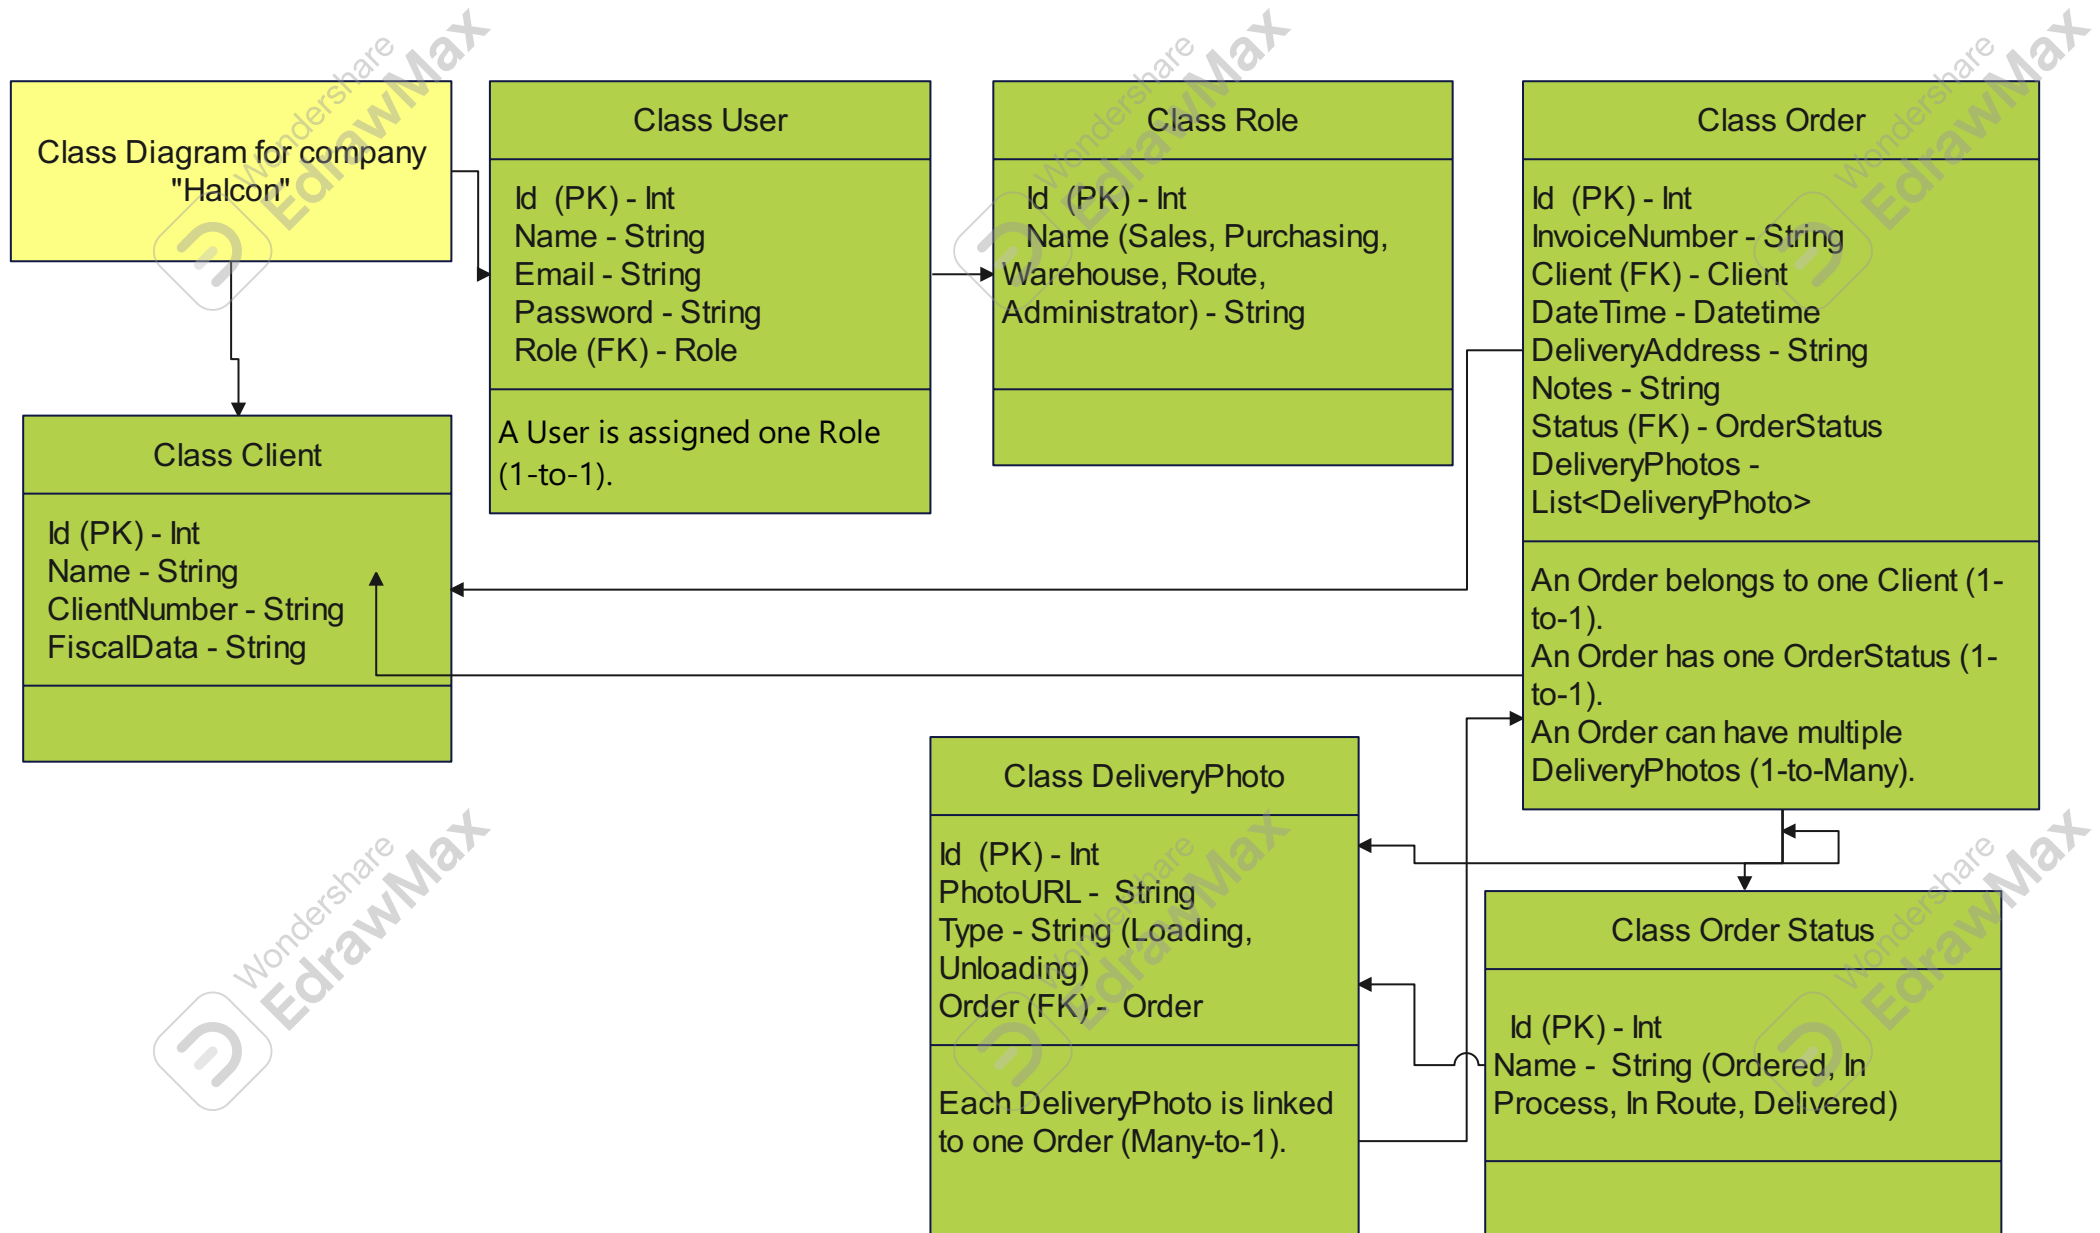 Class Diagram for company
"Halcon"
Class User
Id (PK) - Int
Name - String
Email - String
Password - String
Role (FK) - Role
A User is assigned one Role
(1-to-1).
Class Role
Id (PK) - Int
Name (Sales, Purchasing,
Warehouse, Route,
Administrator) - String
Class Order
Id (PK) - Int
InvoiceNumber - String
Client (FK) - Client
DateTime - Datetime
DeliveryAddress - String
Notes - String
Status (FK) - OrderStatus
DeliveryPhotos -
List<DeliveryPhoto>
An Order belongs to one Client (1-
to-1).
An Order has one OrderStatus (1-
to-1).
An Order can have multiple
DeliveryPhotos (1-to-Many).
Class Client
Id (PK) - Int
Name - String
ClientNumber - String
FiscalData - String
Class DeliveryPhoto
Id (PK) - Int
PhotoURL - String
Type - String (Loading,
Unloading)
Order (FK) - Order
Each DeliveryPhoto is linked
to one Order (Many-to-1).
Class Order Status
Id (PK) - Int
Name - String (Ordered, In
Process, In Route, Delivered)
Wondershare
EdrawMax
Wondershare
EdrawMax
Wondershare
EdrawMax
Wondershare
EdrawMax
Wondershare
EdrawMax
Wondershare
EdrawMax